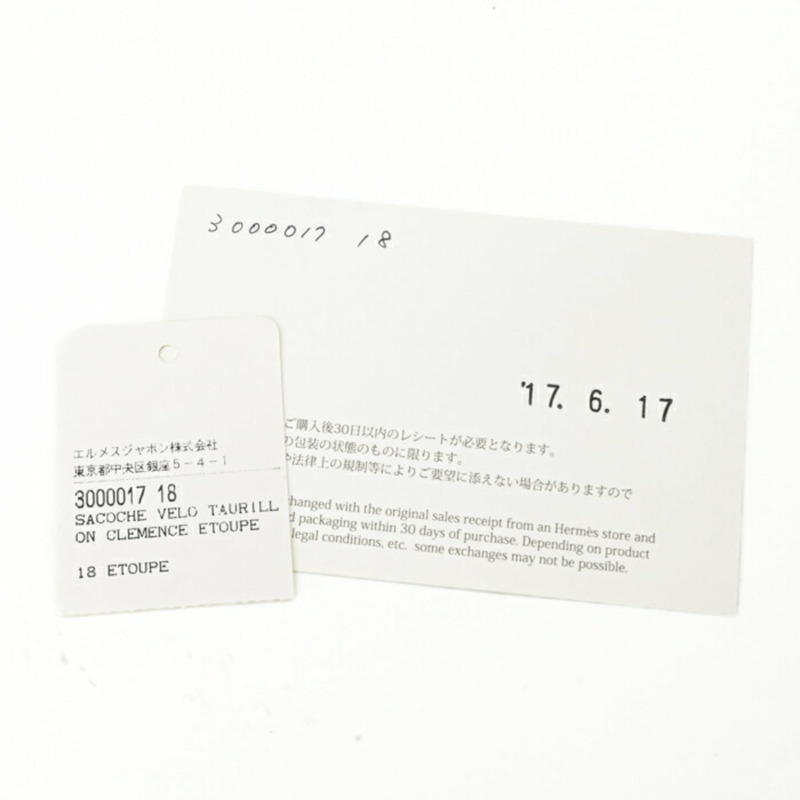 3000017 18
'17. 6. 17
ご購入後30日以内のレシートが必要となります。
の包装の状態のものに限ります。
や法律上の規制等によりご要望に添えない場合がありますので
hanged with the original sales receipt from an Hermès store and
d packaging within 30 days of purchase. Depending on product
legal conditions, etc. some exchanges may not be possible.
エルメスジャポン株式会社
東京都中央区銀座5-4-1
3000017 18
SACOCHE VELO TAURILL
ON CLEMENCE ETOUPE
18 ETOUPE